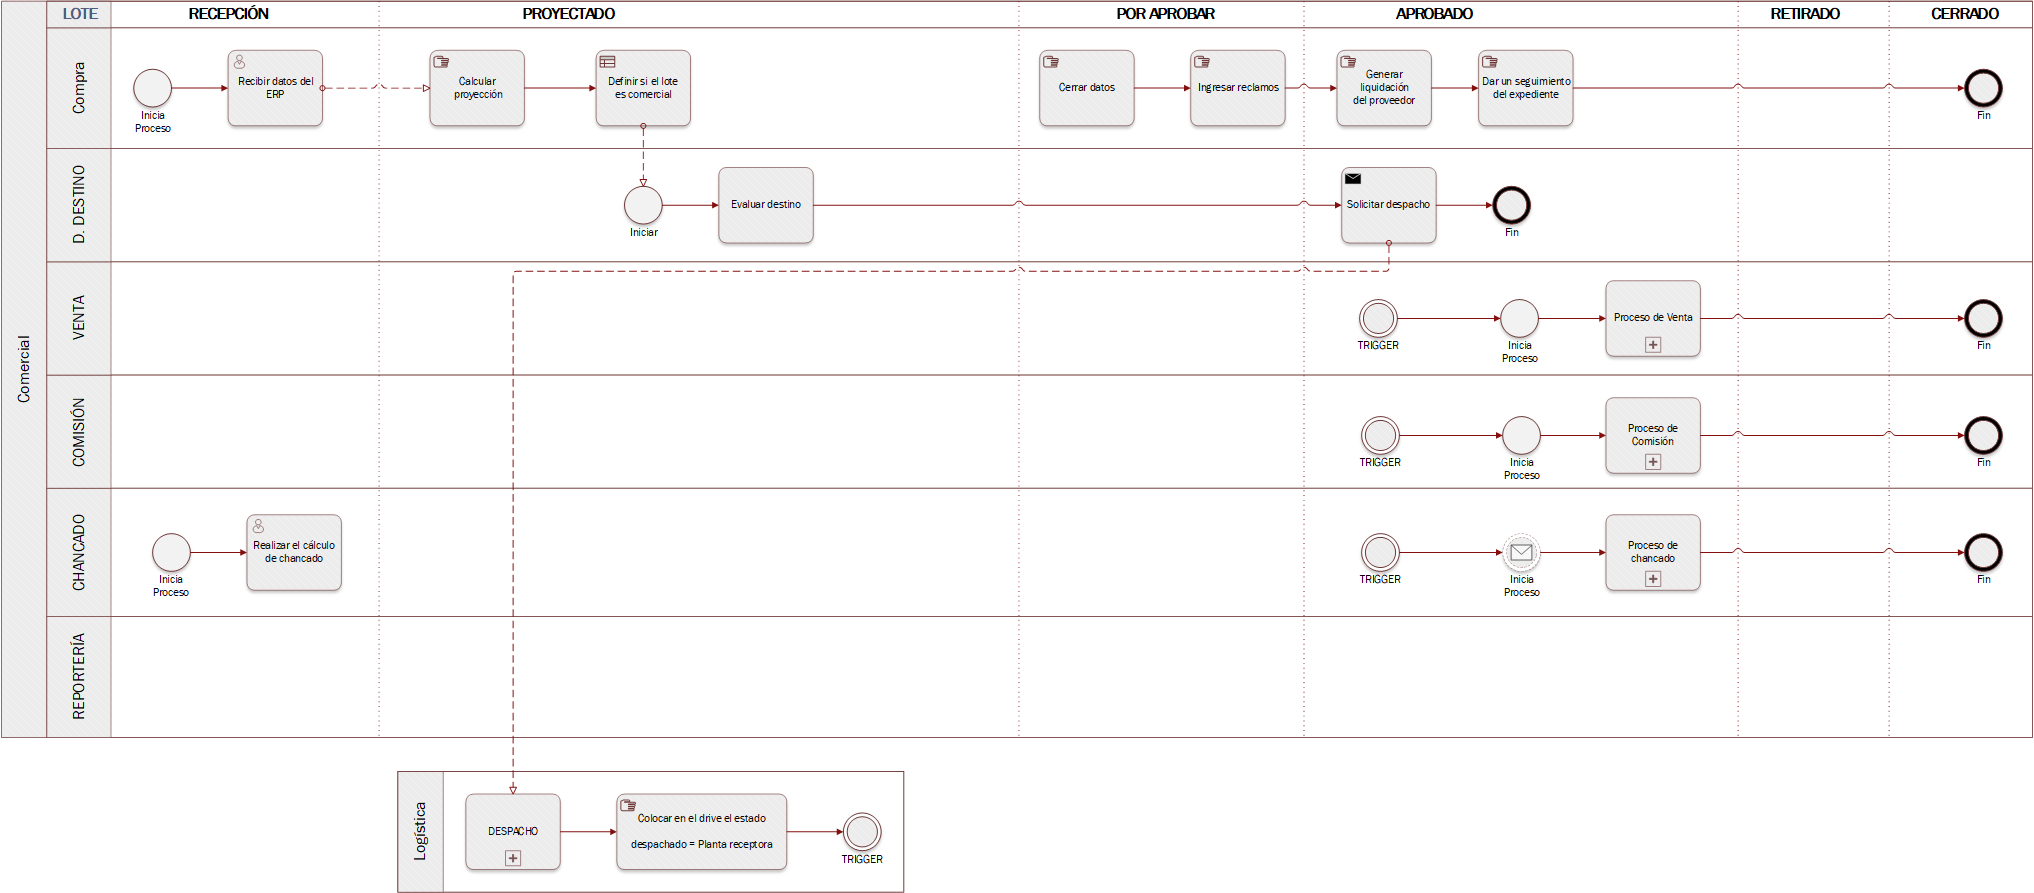 LOTE
RECEPCIÓN
PROYECTADO
POR APROBAR
APROBADO
RETIRADO
CERRADO
Comercial
Compra
Inicia
Proceso
Recibir datos del
ERP
Calcular
proyección
Definir si el lote
es comercial
Cerrar datos
Ingresar reclamos
Generar
liquidación
del proveedor
Dar un seguimiento
del expediente
Fin
D. DESTINO
Iniciar
Evaluar destino
Solicitar despacho
Fin
VENTA
TRIGGER
Inicia
Proceso
Proceso de Venta
Fin
COMISIÓN
TRIGGER
Inicia
Proceso
Proceso de
Comisión
Fin
CHANCADO
Inicia
Proceso
Realizar el cálculo
de chancado
TRIGGER
Inicia
Proceso
Proceso de
chancado
Fin
REPORTERÍA
Logística
DESPACHO
Colocar en el drive el estado
despachado = Planta receptora
TRIGGER